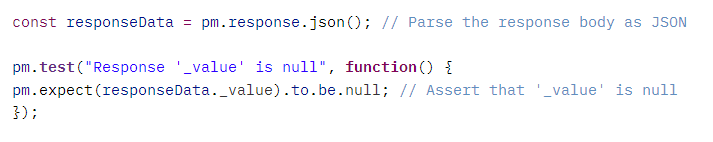 const responseData = pm.response.json(); // Parse the response body as JSON
pm.test("Response '_value' is null", function() {
pm.expect(responseData._value).to.be.null; // Assert that '_value' is null
});